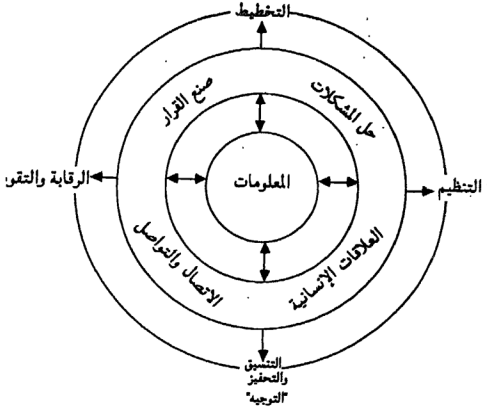 التخطيط
صنع القرار
حل المشكلات
الرقابة والتقو
المعلومات
التنظيم
الاتصال والتواصل
العلاقات الإنسانية
التنسيق
والتحفيز
"التوجيه"